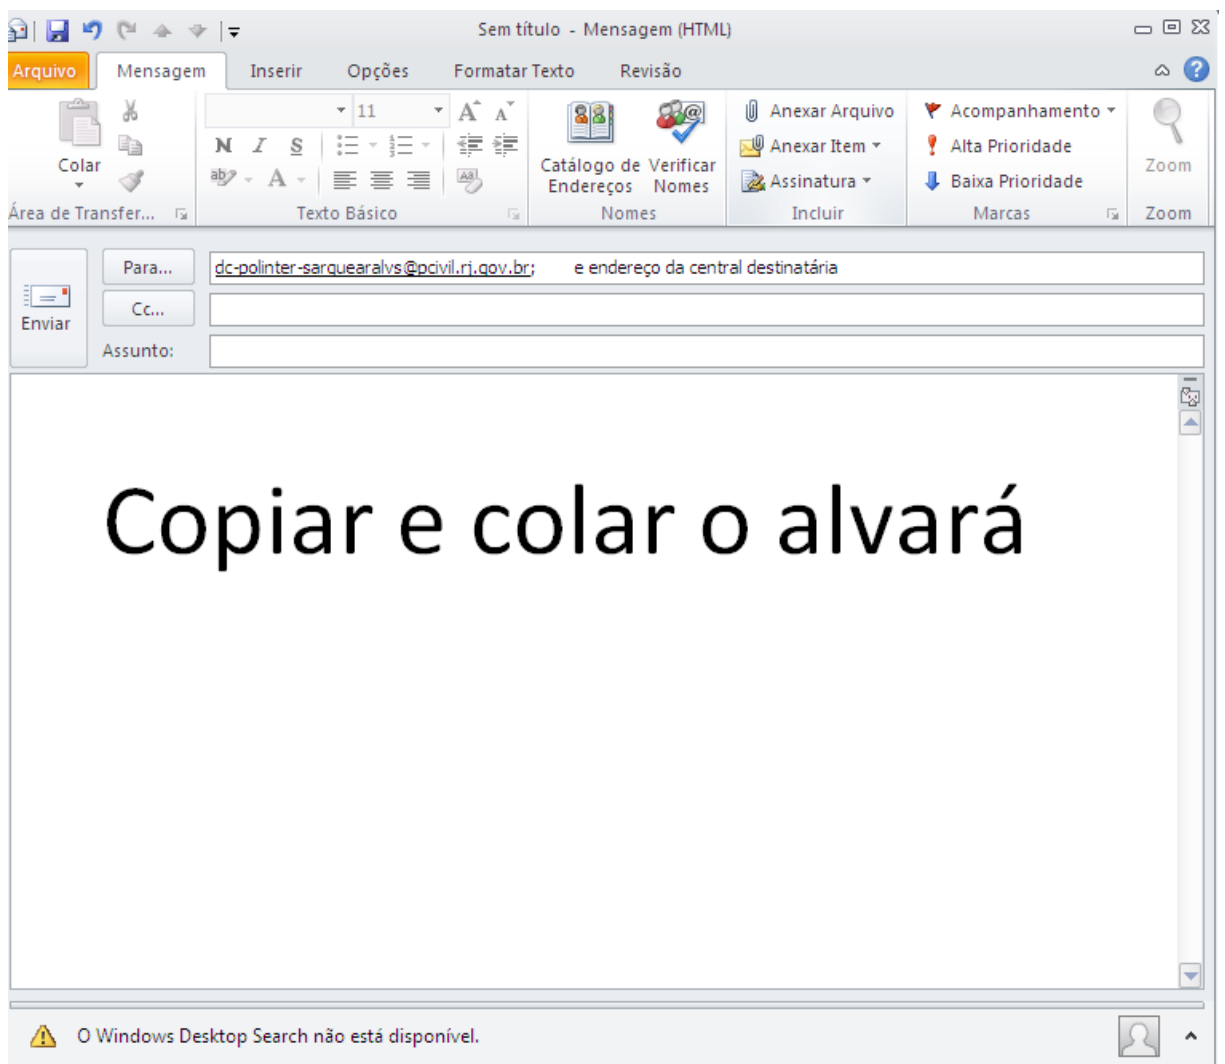 Sem título - Mensagem (HTML)
Arquivo Mensagem Inserir Opções Formatar Texto Revisão
Colar
Área de Transfer...
11
N I S
Texto Básico
Catálogo de Endereços
Verificar Nomes
Nomes
Anexar Arquivo
Anexar Item
Assinatura
Incluir
Acompanhamento
Alta Prioridade
Baixa Prioridade
Marcas
Zoom
Zoom
Enviar
Para... dc-polinter-sarquearalvs@pcivil.rj.gov.br; e endereço da central destinatária
Cc...
Assunto:
Copiar e colar o alvará
O Windows Desktop Search não está disponível.